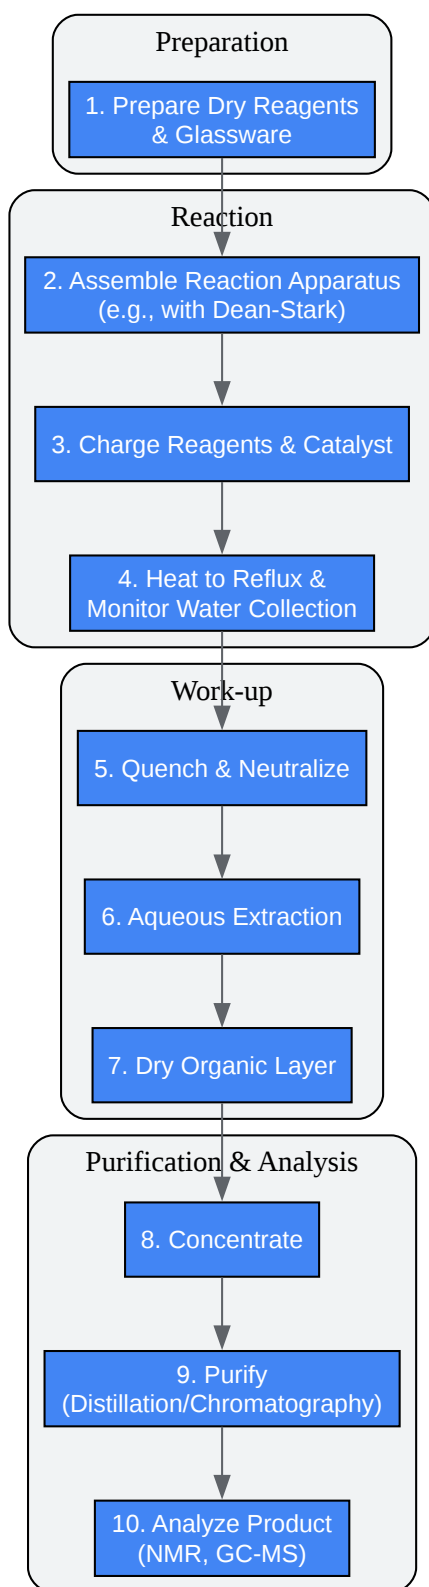 Preparation
1. Prepare Dry Reagents
& Glassware
Reaction
2. Assemble Reaction Apparatus
(e.g., with Dean-Stark)
3. Charge Reagents & Catalyst
4. Heat to Reflux &
Monitor Water Collection
Work-up
5. Quench & Neutralize
6. Aqueous Extraction
7. Dry Organic Layer
Purification & Analysis
8. Concentrate
9. Purify
(Distillation/Chromatography)
10. Analyze Product
(NMR, GC-MS)